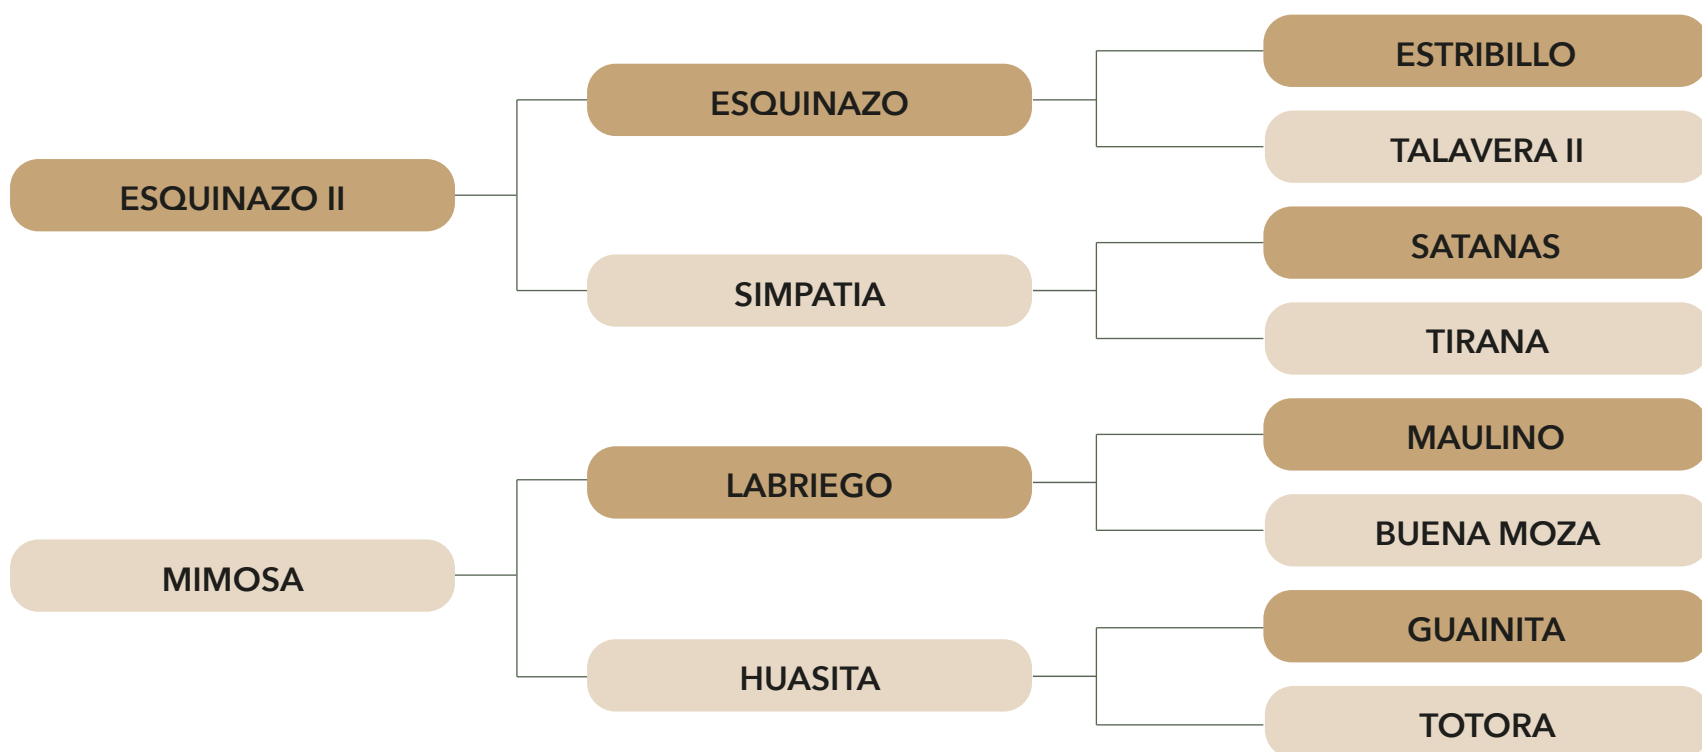 ESTRIBILLO
ESQUINAZO
TALAVERA II
ESQUINAZO II
SATANAS
SIMPATIA
TIRANA
MAULINO
LABRIEGO
BUENA MOZA
MIMOSA
GUAINITA
HUASITA
TOTORA